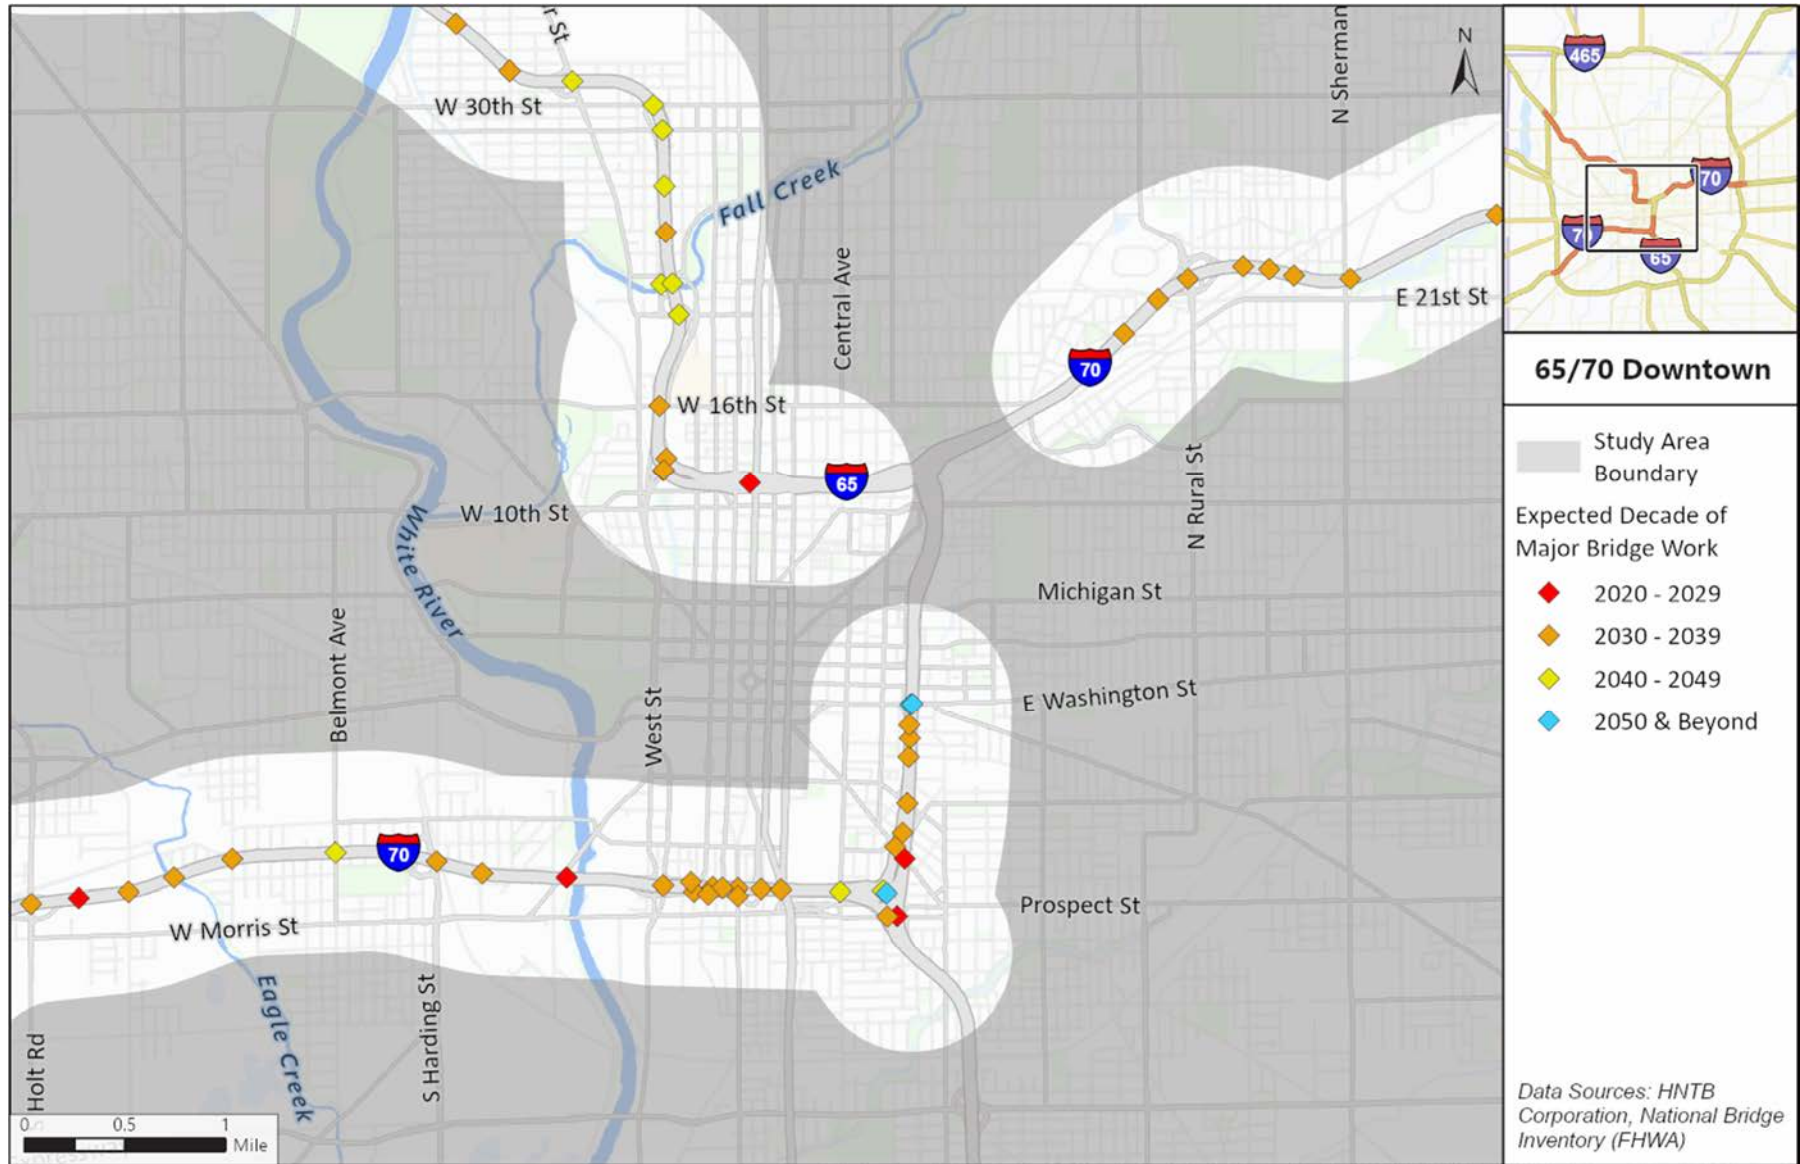 r St
N Sherman
N
W 30th St
Fall Creek
Central Ave
E 21st St
70
W 16th St
65
N Rural St
W 10th St
White River
Michigan St
Belmont Ave
West St
E Washington St
70
Prospect St
W Morris St
Eagle Creek
S Harding St
Holt Rd
0 0.5 1
Mile
465
70
70
65
65/70 Downtown
Study Area
Boundary
Expected Decade of
Major Bridge Work
2020 - 2029
2030 - 2039
2040 - 2049
2050 & Beyond
Data Sources: HNTB
Corporation, National Bridge
Inventory (FHWA)